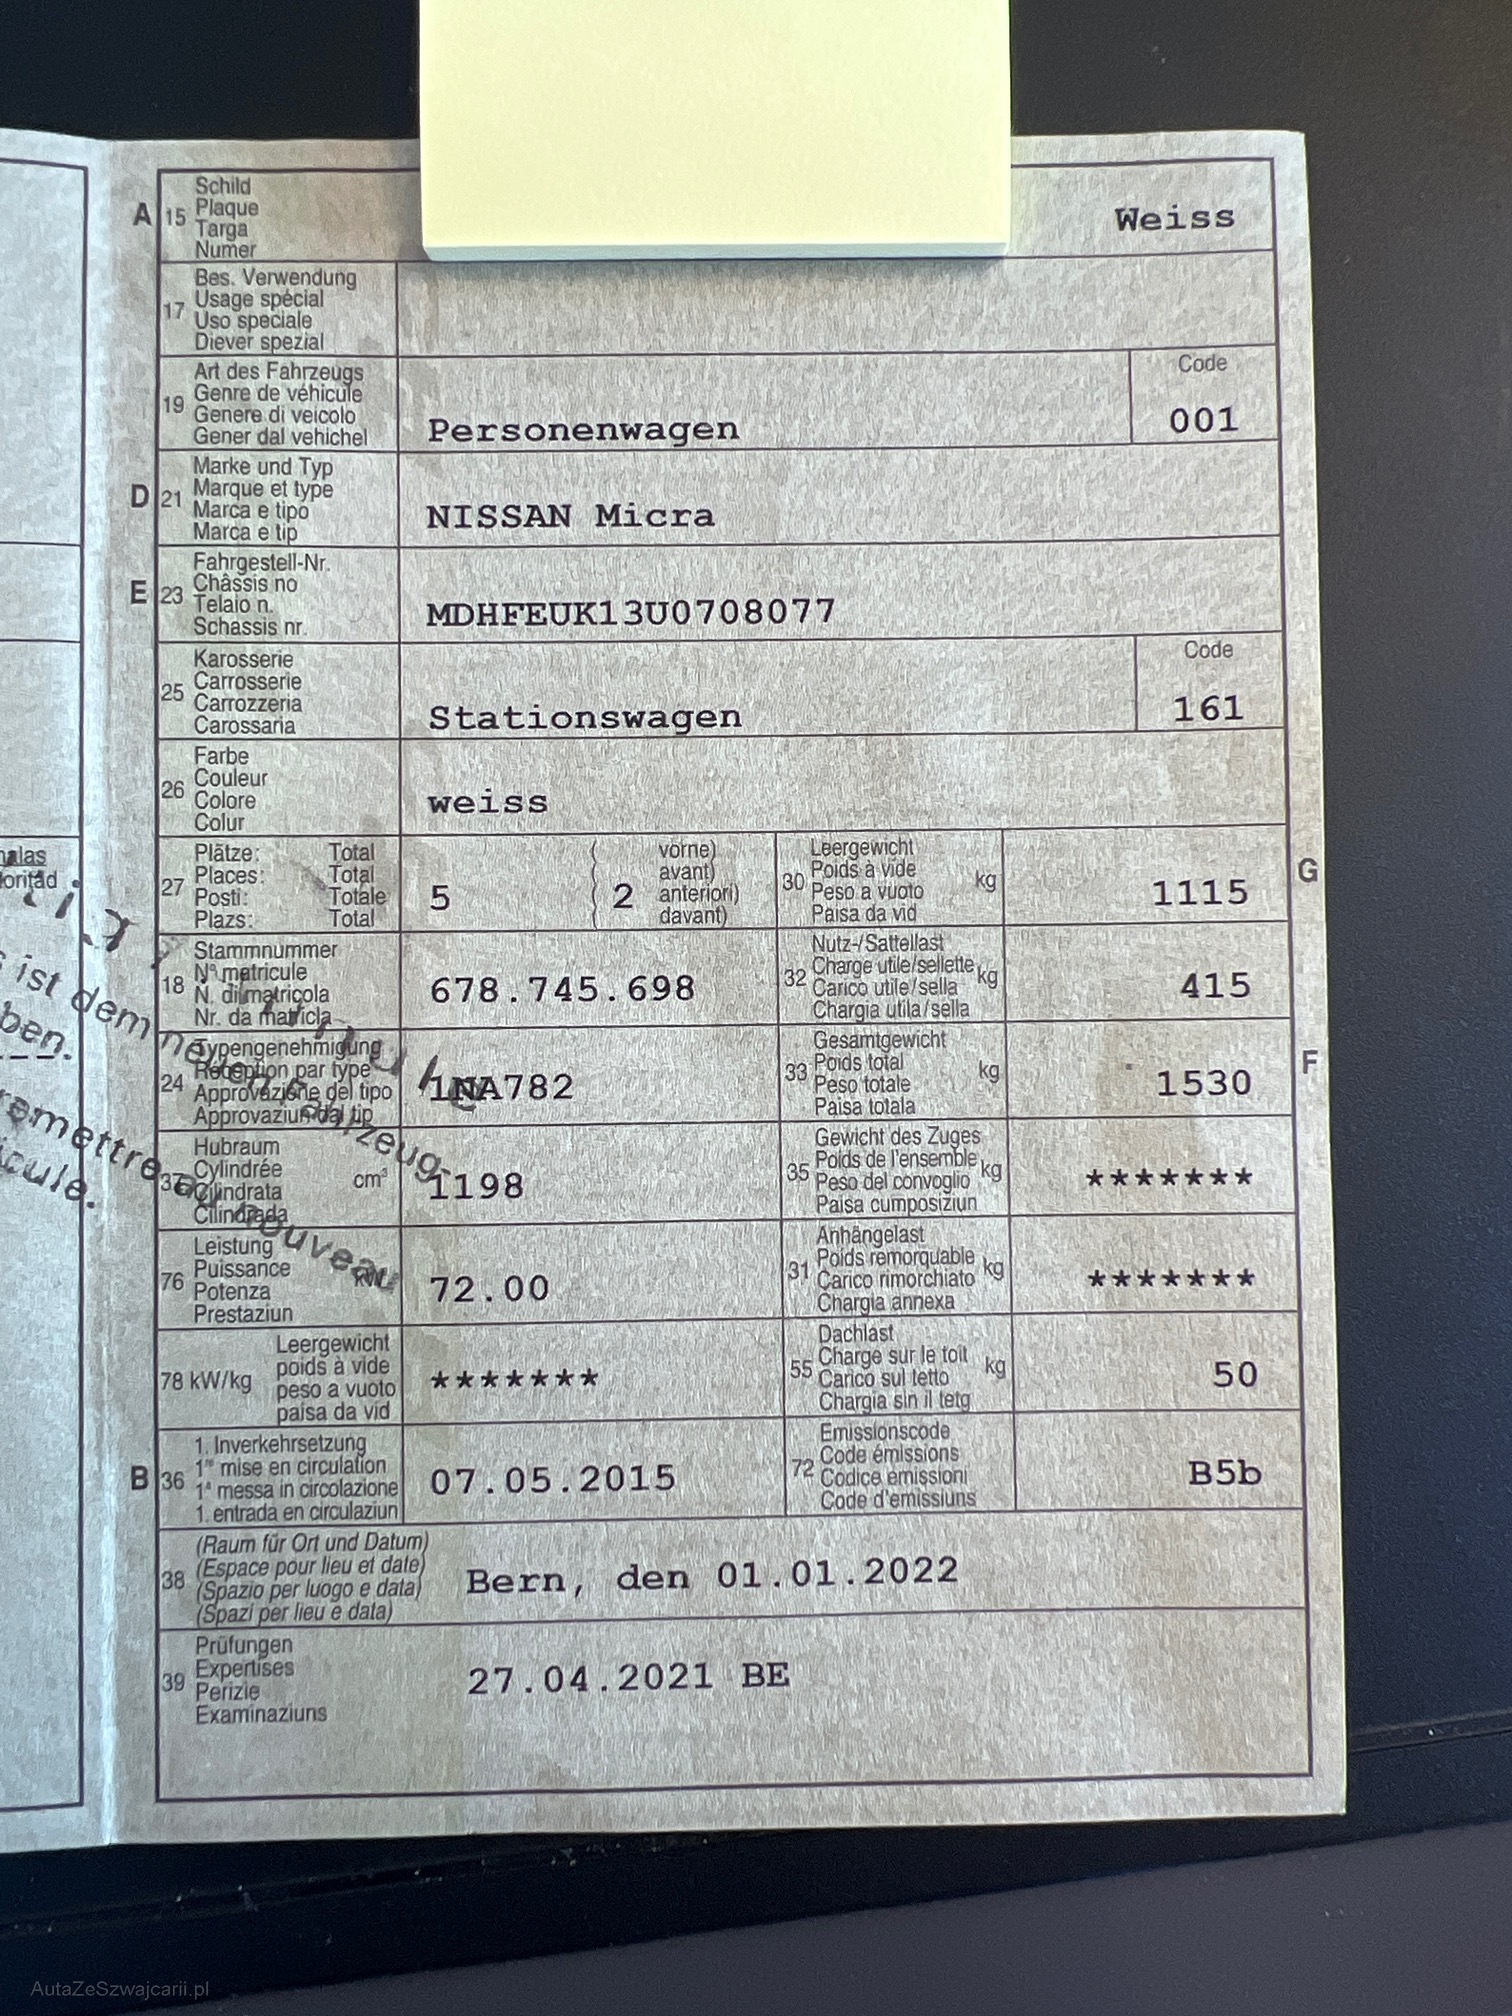 A
15
Schild
Plaque
Targa
Numer
Weiss
17
Bes. Verwendung
Usage spécial
Uso speciale
Diever spezial
19
Art des Fahrzeugs
Genre de véhicule
Genere di veicolo
Gener dal vehichel
Personenwagen
Code
001
D
21
Marke und Typ
Marque et type
Marca e tipo
Marca e tip
NISSAN Micra
E
23
Fahrgestell-Nr.
Châssis no
Telaio n.
Schassis nr.
MDHFEUK13U0708077
25
Karosserie
Carrosserie
Carrozzeria
Carossaria
Stationswagen
Code
161
26
Farbe
Couleur
Colore
Colur
weiss
27
Plätze: Total
Places: Total
Posti: Totale
Plazs: Total
5
2
( vorne)
( avant)
( anteriori)
( davant)
30
Leergewicht
Poids à vide
Peso a vuoto
Paisa da vid
kg
1115
G
18
Stammnummer
N° matricule
N. di matricola
Nr. da matricla
678.745.698
32
Nutz-/Sattellast
Charge utile/sellette
Carico utile/sella
Chargia utila/sella
kg
415
24
Typengenehmigung
Réception par type
Approvazione del tipo
Approvaziun dal tip
1NA782
33
Gesamtgewicht
Poids total
Peso totale
Paisa totala
kg
1530
F
37
Hubraum
Cylindrée
Cilindrata
Cilindrada
cm³
1198
35
Gewicht des Zuges
Poids de l'ensemble
Peso del convoglio
Paisa cumposiziun
kg
*******
76
Leistung
Puissance
Potenza
Prestaziun
kW
72.00
31
Anhängelast
Poids remorquable
Carico rimorchiato
Chargia annexa
kg
*******
78 kW/kg
Leergewicht
poids à vide
peso a vuoto
paisa da vid
*******
55
Dachlast
Charge sur le toit
Carico sul tetto
Chargia sin il tetg
kg
50
B
36
1. Inverkehrsetzung
1re mise en circulation
1a messa in circolazione
1. entrada en circulaziun
07.05.2015
72
Emissionscode
Code émissions
Codice emissioni
Code d'emissiuns
B5b
38
(Raum für Ort und Datum)
(Espace pour lieu et date)
(Spazio per luogo e data)
(Spazi per lieu e data)
Bern, den 01.01.2022
39
Prüfungen
Expertises
Perizie
Examinaziuns
27.04.2021 BE
ist dem neuen Fahrzeug-
ben.
remettre au nouveau
icule.
AutaZeSzwajcarii.pl